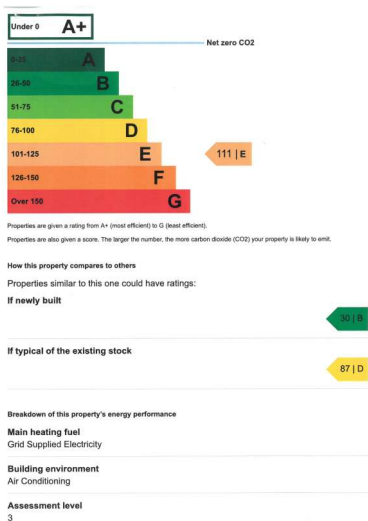 Under 0 A+
Net zero CO2
0-25 A
26-50 B
51-75 C
76-100 D
101-125 E
111 | E
126-150 F
Over 150 G
Properties are given a rating from A+ (most efficient) to G (least efficient).
Properties are also given a score. The larger the number, the more carbon dioxide (CO2) your property is likely to emit.
How this property compares to others
Properties similar to this one could have ratings:
If newly built
30 | B
If typical of the existing stock
87 | D
Breakdown of this property's energy performance
Main heating fuel
Grid Supplied Electricity
Building environment
Air Conditioning
Assessment level
3